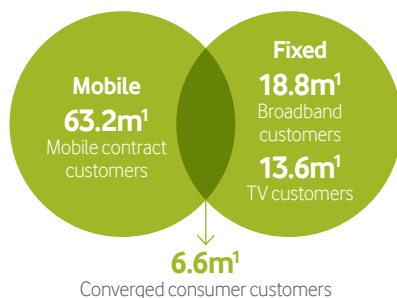 Mobile
63.2m¹
Mobile contract
customers
Fixed
18.8m¹
Broadband
customers
13.6m¹
TV customers
6.6m¹
Converged consumer customers